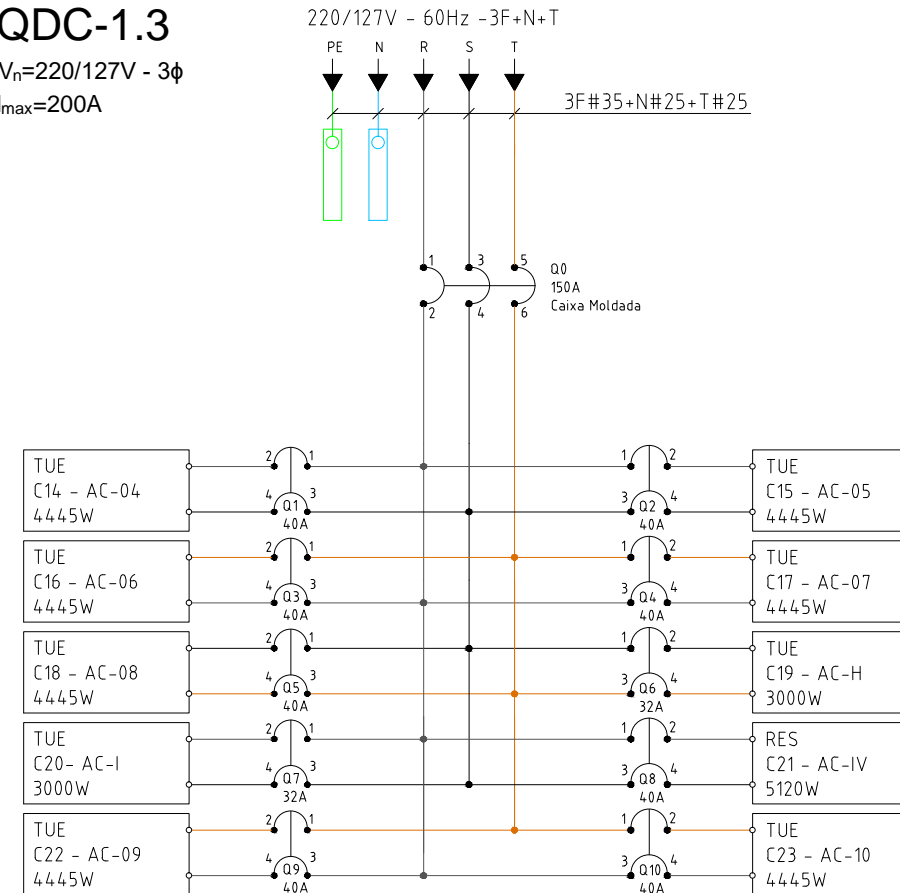 QDC-1.3
Vn=220/127V - 3ϕ
max=200A
220/127V - 60Hz -3F+N+T
PE N R S T
3F#35+N#25+T#25
1 3 5
Q0
150A
Caixa Moldada
2 4 6
TUE
C14 - AC-04
4445W
2 1
4 3
Q1
40A
1 2
3 4
Q2
40A
TUE
C15 - AC-05
4445W
TUE
C16 - AC-06
4445W
2 1
4 3
Q3
40A
1 2
3 4
Q4
40A
TUE
C17 - AC-07
4445W
TUE
C18 - AC-08
4445W
2 1
4 3
Q5
40A
1 2
3 4
Q6
32A
TUE
C19 - AC-H
3000W
TUE
C20- AC-I
3000W
2 1
4 3
Q7
32A
1 2
3 4
Q8
40A
RES
C21 - AC-IV
5120W
TUE
C22 - AC-09
4445W
2 1
4 3
Q9
40A
1 2
3 4
Q10
40A
TUE
C23 - AC-10
4445W